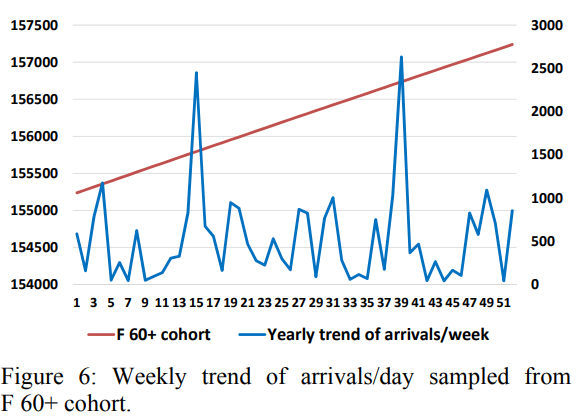 157500 3000
157000 2500
156500
156000 2000
155500 1500
155000 1000
154500 500
154000 0
1 3 5 7 9 11 13 15 17 19 21 23 25 27 29 31 33 35 37 39 41 43 45 47 49 51
F 60+ cohort Yearly trend of arrivals/week
Figure 6: Weekly trend of arrivals/day sampled from
F 60+ cohort.